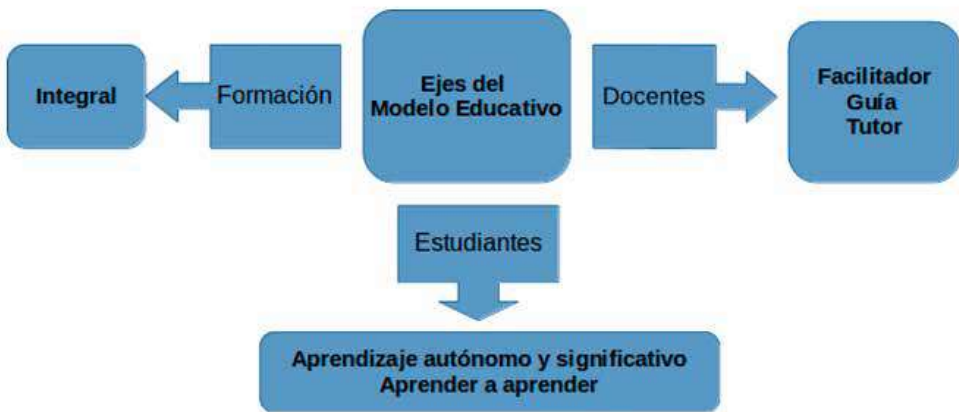 Integral
Formación
Ejes del
Modelo Educativo
Docentes
Facilitador
Guía
Tutor
Estudiantes
Aprendizaje autónomo y significativo
Aprender a aprender